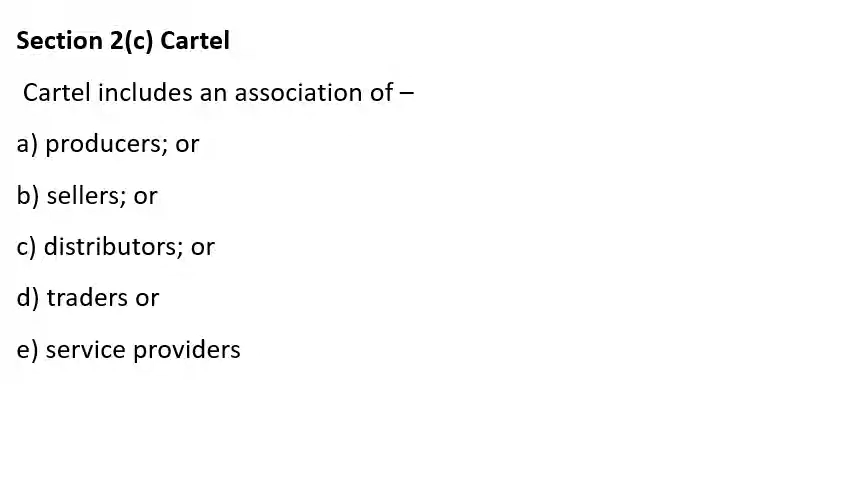 Section 2(c) Cartel
Cartel includes an association of –
a) producers; or
b) sellers; or
c) distributors; or
d) traders or
e) service providers